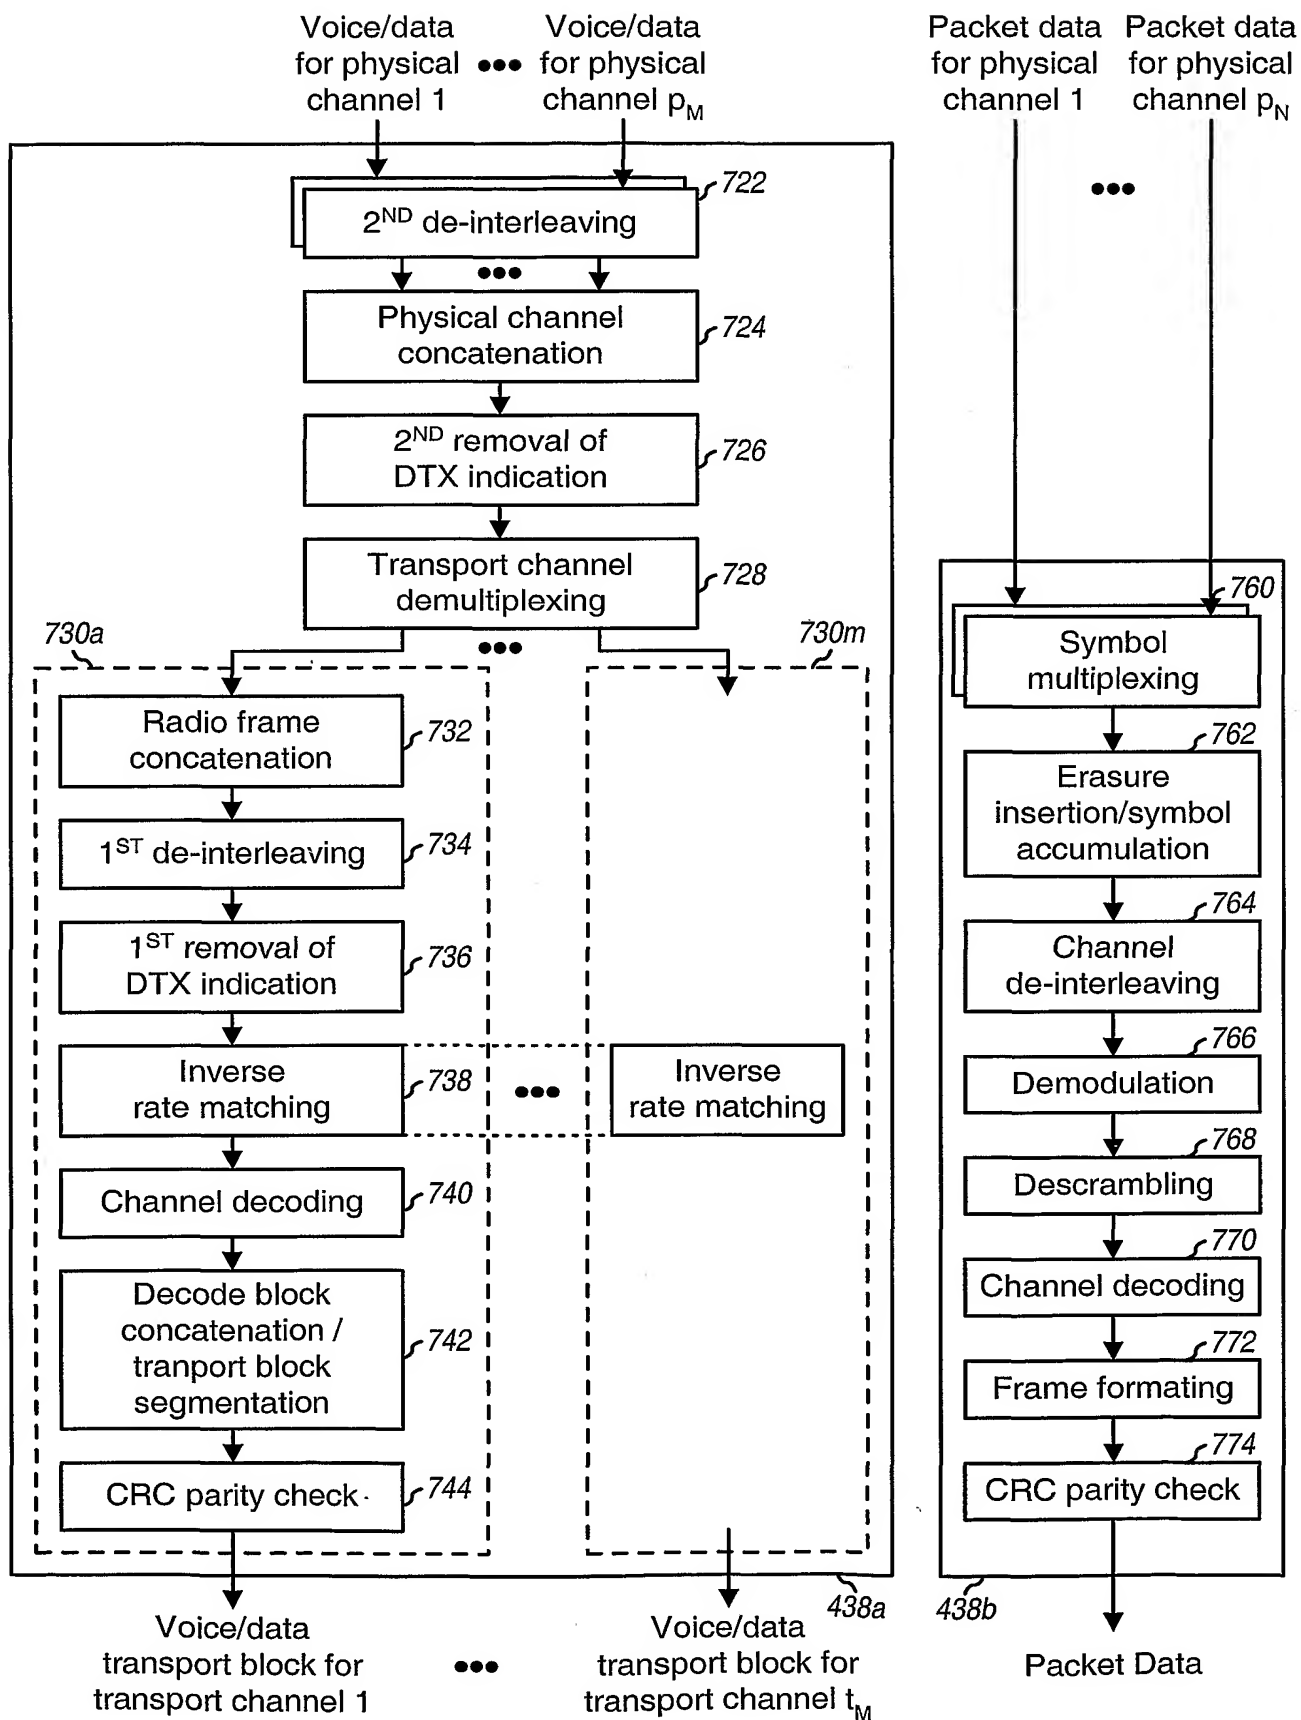 Voice/data
for physical
channel 1
•••
Voice/data
for physical
channel pM
Packet data
for physical
channel 1
•••
Packet data
for physical
channel pN
722
2ND de-interleaving
•••
Physical channel
concatenation
724
2ND removal of
DTX indication
726
Transport channel
demultiplexing
728
730a
•••
730m
Radio frame
concatenation
732
1ST de-interleaving
734
1ST removal of
DTX indication
736
Inverse
rate matching
738
•••
Inverse
rate matching
Channel decoding
740
Decode block
concatenation /
tranport block
segmentation
742
CRC parity check
744
438a
Voice/data
transport block for
transport channel 1
•••
Voice/data
transport block for
transport channel tM
760
Symbol
multiplexing
762
Erasure
insertion/symbol
accumulation
764
Channel
de-interleaving
766
Demodulation
768
Descrambling
770
Channel decoding
772
Frame formating
774
CRC parity check
438b
Packet Data